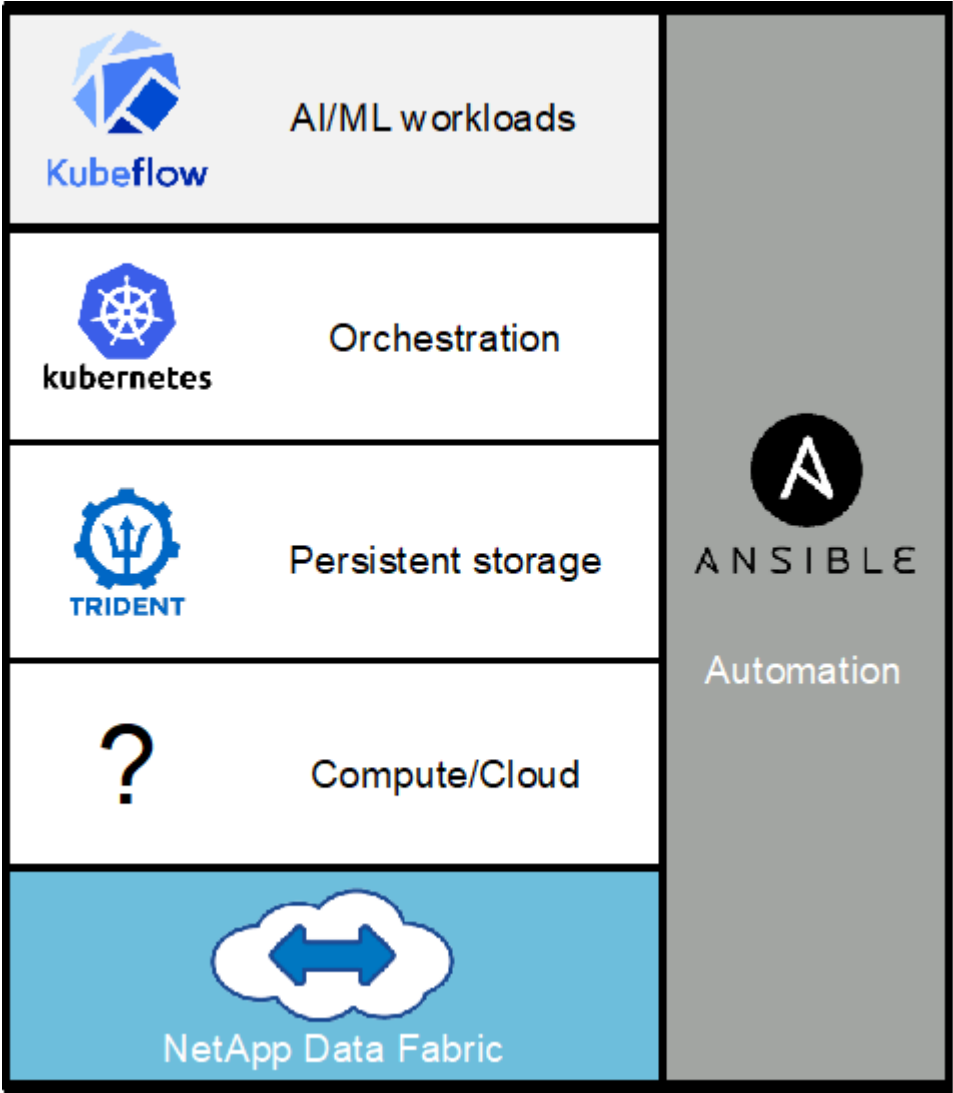 Kubeflow
AI/ML workloads
kubernetes
Orchestration
TRIDENT
Persistent storage
?
Compute/Cloud
NetApp Data Fabric
ANSIBLE
Automation